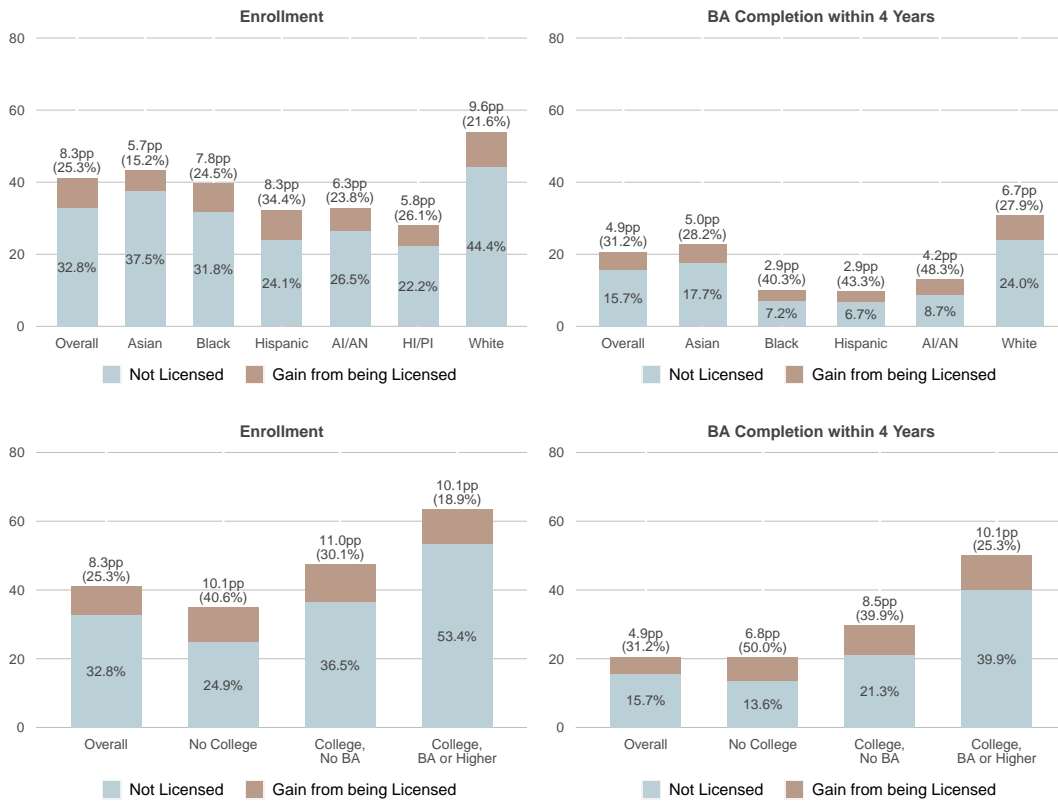 Enrollment
80
60
40
20
0
8.3pp
(25.3%)
32.8%
5.7pp
(15.2%)
37.5%
7.8pp
(24.5%)
31.8%
8.3pp
(34.4%)
24.1%
6.3pp
(23.8%)
26.5%
5.8pp
(26.1%)
22.2%
9.6pp
(21.6%)
44.4%
Overall Asian Black Hispanic AI/AN HI/PI White
Not Licensed Gain from being Licensed
BA Completion within 4 Years
80
60
40
20
0
4.9pp
(31.2%)
15.7%
5.0pp
(28.2%)
17.7%
2.9pp
(40.3%)
7.2%
2.9pp
(43.3%)
6.7%
4.2pp
(48.3%)
8.7%
6.7pp
(27.9%)
24.0%
Overall Asian Black Hispanic AI/AN White
Not Licensed Gain from being Licensed
Enrollment
80
60
40
20
0
8.3pp
(25.3%)
32.8%
10.1pp
(40.6%)
24.9%
11.0pp
(30.1%)
36.5%
10.1pp
(18.9%)
53.4%
Overall
No College
College,
No BA
College,
BA or Higher
Not Licensed Gain from being Licensed
BA Completion within 4 Years
80
60
40
20
0
4.9pp
(31.2%)
15.7%
6.8pp
(50.0%)
13.6%
8.5pp
(39.9%)
21.3%
10.1pp
(25.3%)
39.9%
Overall
No College
College,
No BA
College,
BA or Higher
Not Licensed Gain from being Licensed